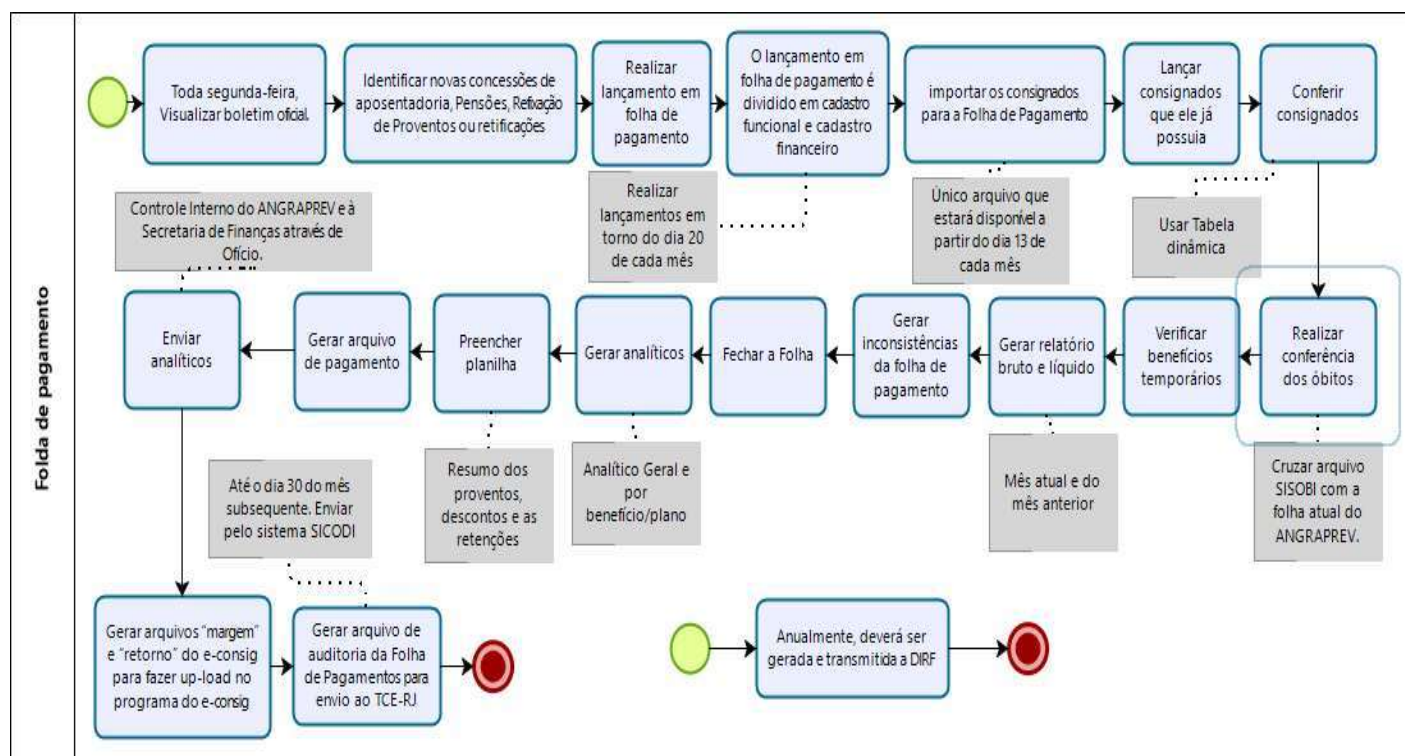 Folda de pagamento
Toda segunda-feira,
Visualizar boletim oficial.
Identificar novas concessões de
aposentadoria, Pensões, Refixação
de Proventos ou retificações
Realizar
lançamento em
folha de
pagamento
O lançamento em
folha de pagamento é
dividido em cadastro
funcional e cadastro
financeiro
importar os consignados
para a Folha de Pagamento
Lançar
consignados
que ele já
possuia
Conferir
consignados
Controle Interno do ANGRAPREV e à
Secretaria de Finanças através de
Ofício.
Realizar
lançamentos em
torno do dia 20
de cada mês
Único arquivo que
estará disponível a
partir do dia 13 de
cada mês
Usar Tabela
dinâmica
Enviar
analíticos
Gerar arquivo
de pagamento
Preencher
planilha
Gerar analíticos
Fechar a Folha
Gerar
inconsistências
da folha de
pagamento
Gerar relatório
bruto e líquido
Verificar
benefícios
temporários
Realizar
conferência
dos óbitos
Até o dia 30 do mês
subsequente. Enviar
pelo sistema SICODI
Resumo dos
proventos,
descontos e as
retenções
Analítico Geral e
por
benefício/plano
Mês atual e do
mês anterior
Cruzar arquivo
SISOBI com a
folha atual do
ANGRAPREV.
Gerar arquivos "margem"
e "retorno" do e-consig
para fazer up-load no
programa do e-consig
Gerar arquivo de
auditoria da Folha
de Pagamentos para
envio ao TCE-RJ
Anualmente, deverá ser
gerada e transmitida a DIRF